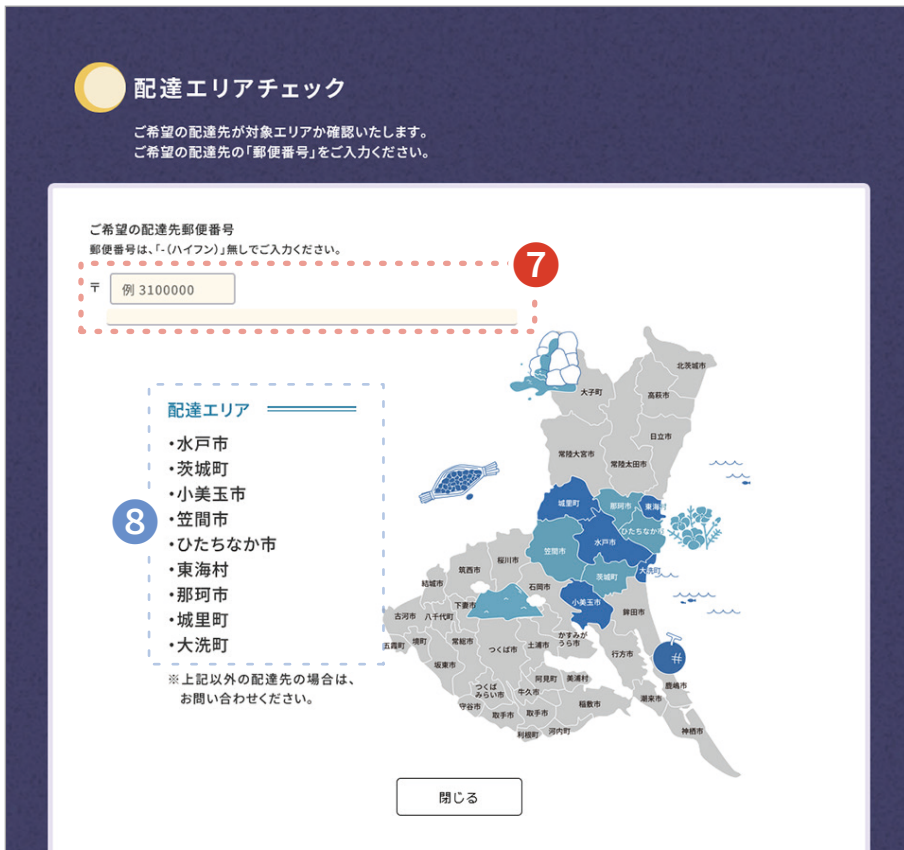 配達エリアチェック
ご希望の配達先が対象エリアか確認いたします。
ご希望の配達先の「郵便番号」をご入力ください。
ご希望の配達先郵便番号
郵便番号は、「-(ハイフン)」無しでご入力ください。
7
〒 例 3100000
配達エリア
・水戸市
・茨城町
・小美玉市
8
・笠間市
・ひたちなか市
・東海村
・那珂市
・城里町
・大洗町
※上記以外の配達先の場合は、
お問い合わせください。
北茨城市
大子町
高萩市
日立市
常陸大宮市
常陸太田市
城里町
那珂市
東海村
ひたちなか市
水戸市
笠間市
桜川市
茨城町
大洗町
筑西市
結城市
石岡市
小美玉市
下妻市
鉾田市
古河市
八千代町
かすみが
うら市
五霞町
境町
常総市
つくば市
土浦市
行方市
坂東市
阿見町
美浦村
鹿嶋市
つくば
みらい市
牛久市
潮来市
守谷市
稲敷市
取手市
取手市
利根町
河内町
神栖市
#
閉じる